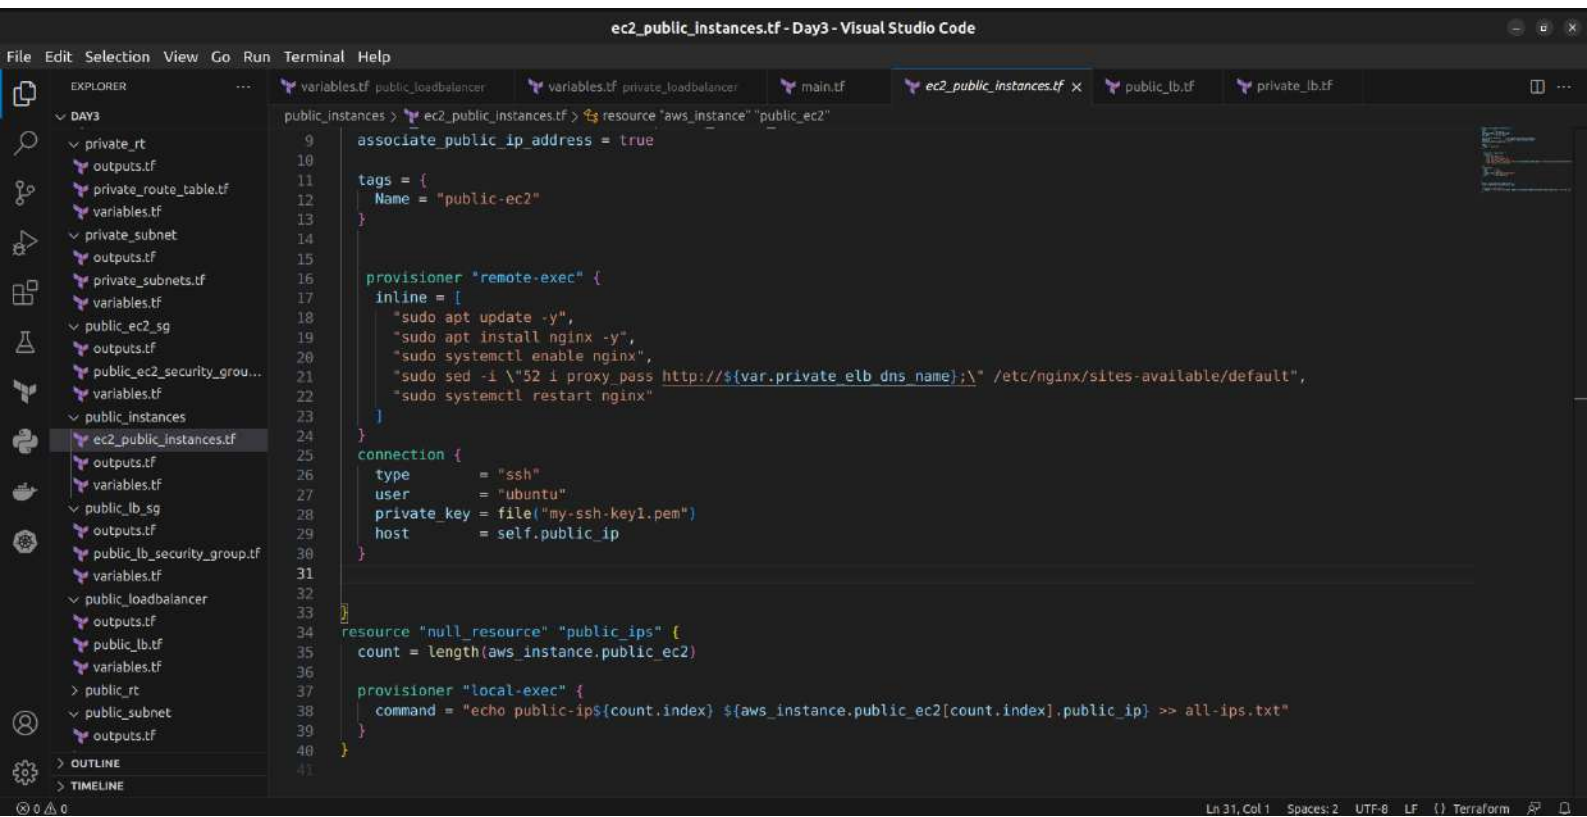 ec2_public_instances.tf - Day3 - Visual Studio Code
File Edit Selection View Go Run Terminal Help
EXPLORER ...
variables.tf public_loadbalancer
variables.tf private_loadbalancer
main.tf
ec2_public_instances.tf ×
public_lb.tf
private_lb.tf
DAY3
private_rt
outputs.tf
private_route_table.tf
variables.tf
private_subnet
outputs.tf
private_subnets.tf
variables.tf
public_ec2_sg
outputs.tf
public_ec2_security_grou...
variables.tf
public_instances
ec2_public_instances.tf
outputs.tf
variables.tf
public_lb_sg
outputs.tf
public_lb_security_group.tf
variables.tf
public_loadbalancer
outputs.tf
public_lb.tf
variables.tf
> public_rt
public_subnet
outputs.tf
> OUTLINE
> TIMELINE
public_instances > ec2_public_instances.tf > resource "aws_instance" "public_ec2"
9 associate_public_ip_address = true
10
11 tags = {
12 Name = "public-ec2"
13 }
14
15
16 provisioner "remote-exec" {
17 inline = [
18 "sudo apt update -y",
19 "sudo apt install nginx -y",
20 "sudo systemctl enable nginx",
21 "sudo sed -i \"52 i proxy_pass http://${var.private_elb_dns_name};\" /etc/nginx/sites-available/default",
22 "sudo systemctl restart nginx"
23 ]
24 }
25 connection {
26 type = "ssh"
27 user = "ubuntu"
28 private_key = file("my-ssh-key1.pem")
29 host = self.public_ip
30 }
31
32
33 }
34 resource "null_resource" "public_ips" {
35 count = length(aws_instance.public_ec2)
36
37 provisioner "local-exec" {
38 command = "echo public-ip${count.index} ${aws_instance.public_ec2[count.index].public_ip} >> all-ips.txt"
39 }
40 }
41
0 0
Ln 31, Col 1 Spaces: 2 UTF-8 LF {} Terraform